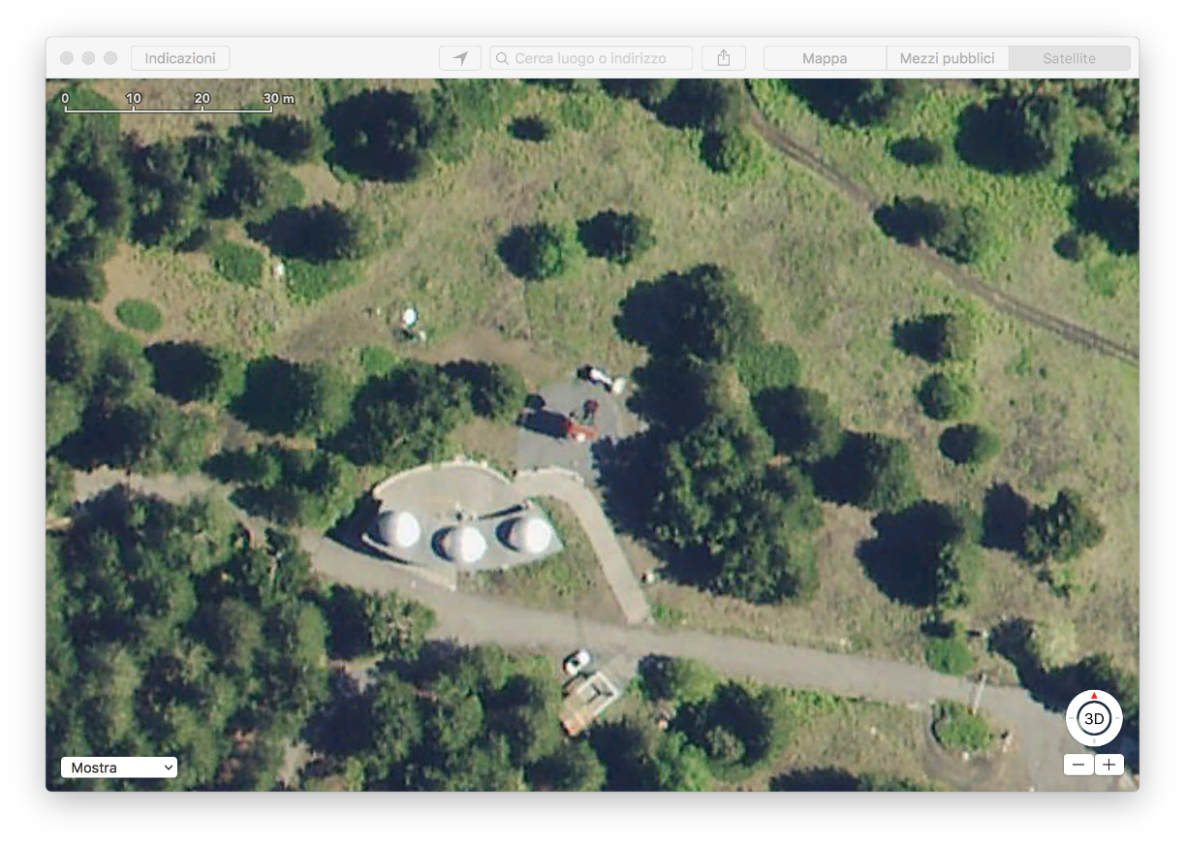 Indicazioni
Cerca luogo o indirizzo
Mappa
Mezzi pubblici
Satellite
0 10 20 30 m
3D
Mostra
− +